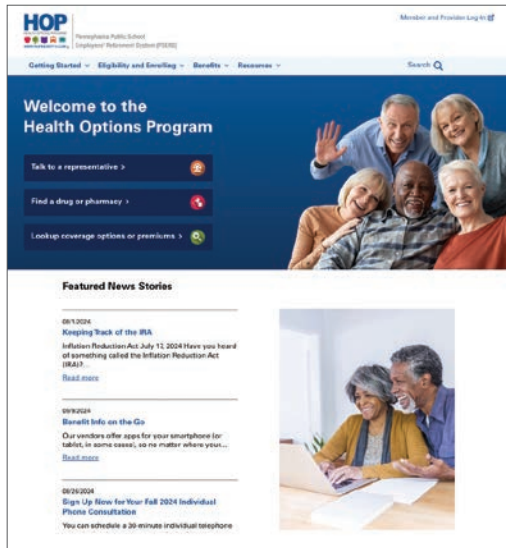 Member and Provider Log-In
HOP
HEALTH OPTIONS PROGRAM
Pennsylvania Public School
Employees' Retirement System (PSERS)
Getting Started
Eligibility and Enrolling
Benefits
Resources
Search
Welcome to the
Health Options Program
Talk to a representative >
Find a drug or pharmacy >
Lookup coverage options or premiums >
Featured News Stories
Keeping Track of the IRA
Inflation Reduction Act July 17, 2024 Have you heard
of something called the Inflation Reduction Act
(IRA)?...
Read more
Benefit Info on the Go
Our vendors offer apps for your smartphone (or
tablet, in some cases), so no matter where your...
Read more
08/26/2024
Sign Up Now for Your Fall 2024 Individual
Phone Consultation
You can schedule a 30-minute individual telephone